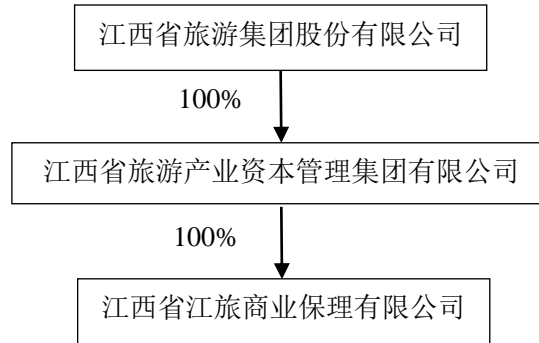 江西省旅游集团股份有限公司
100%
江西省旅游产业资本管理集团有限公司
100%
江西省江旅商业保理有限公司